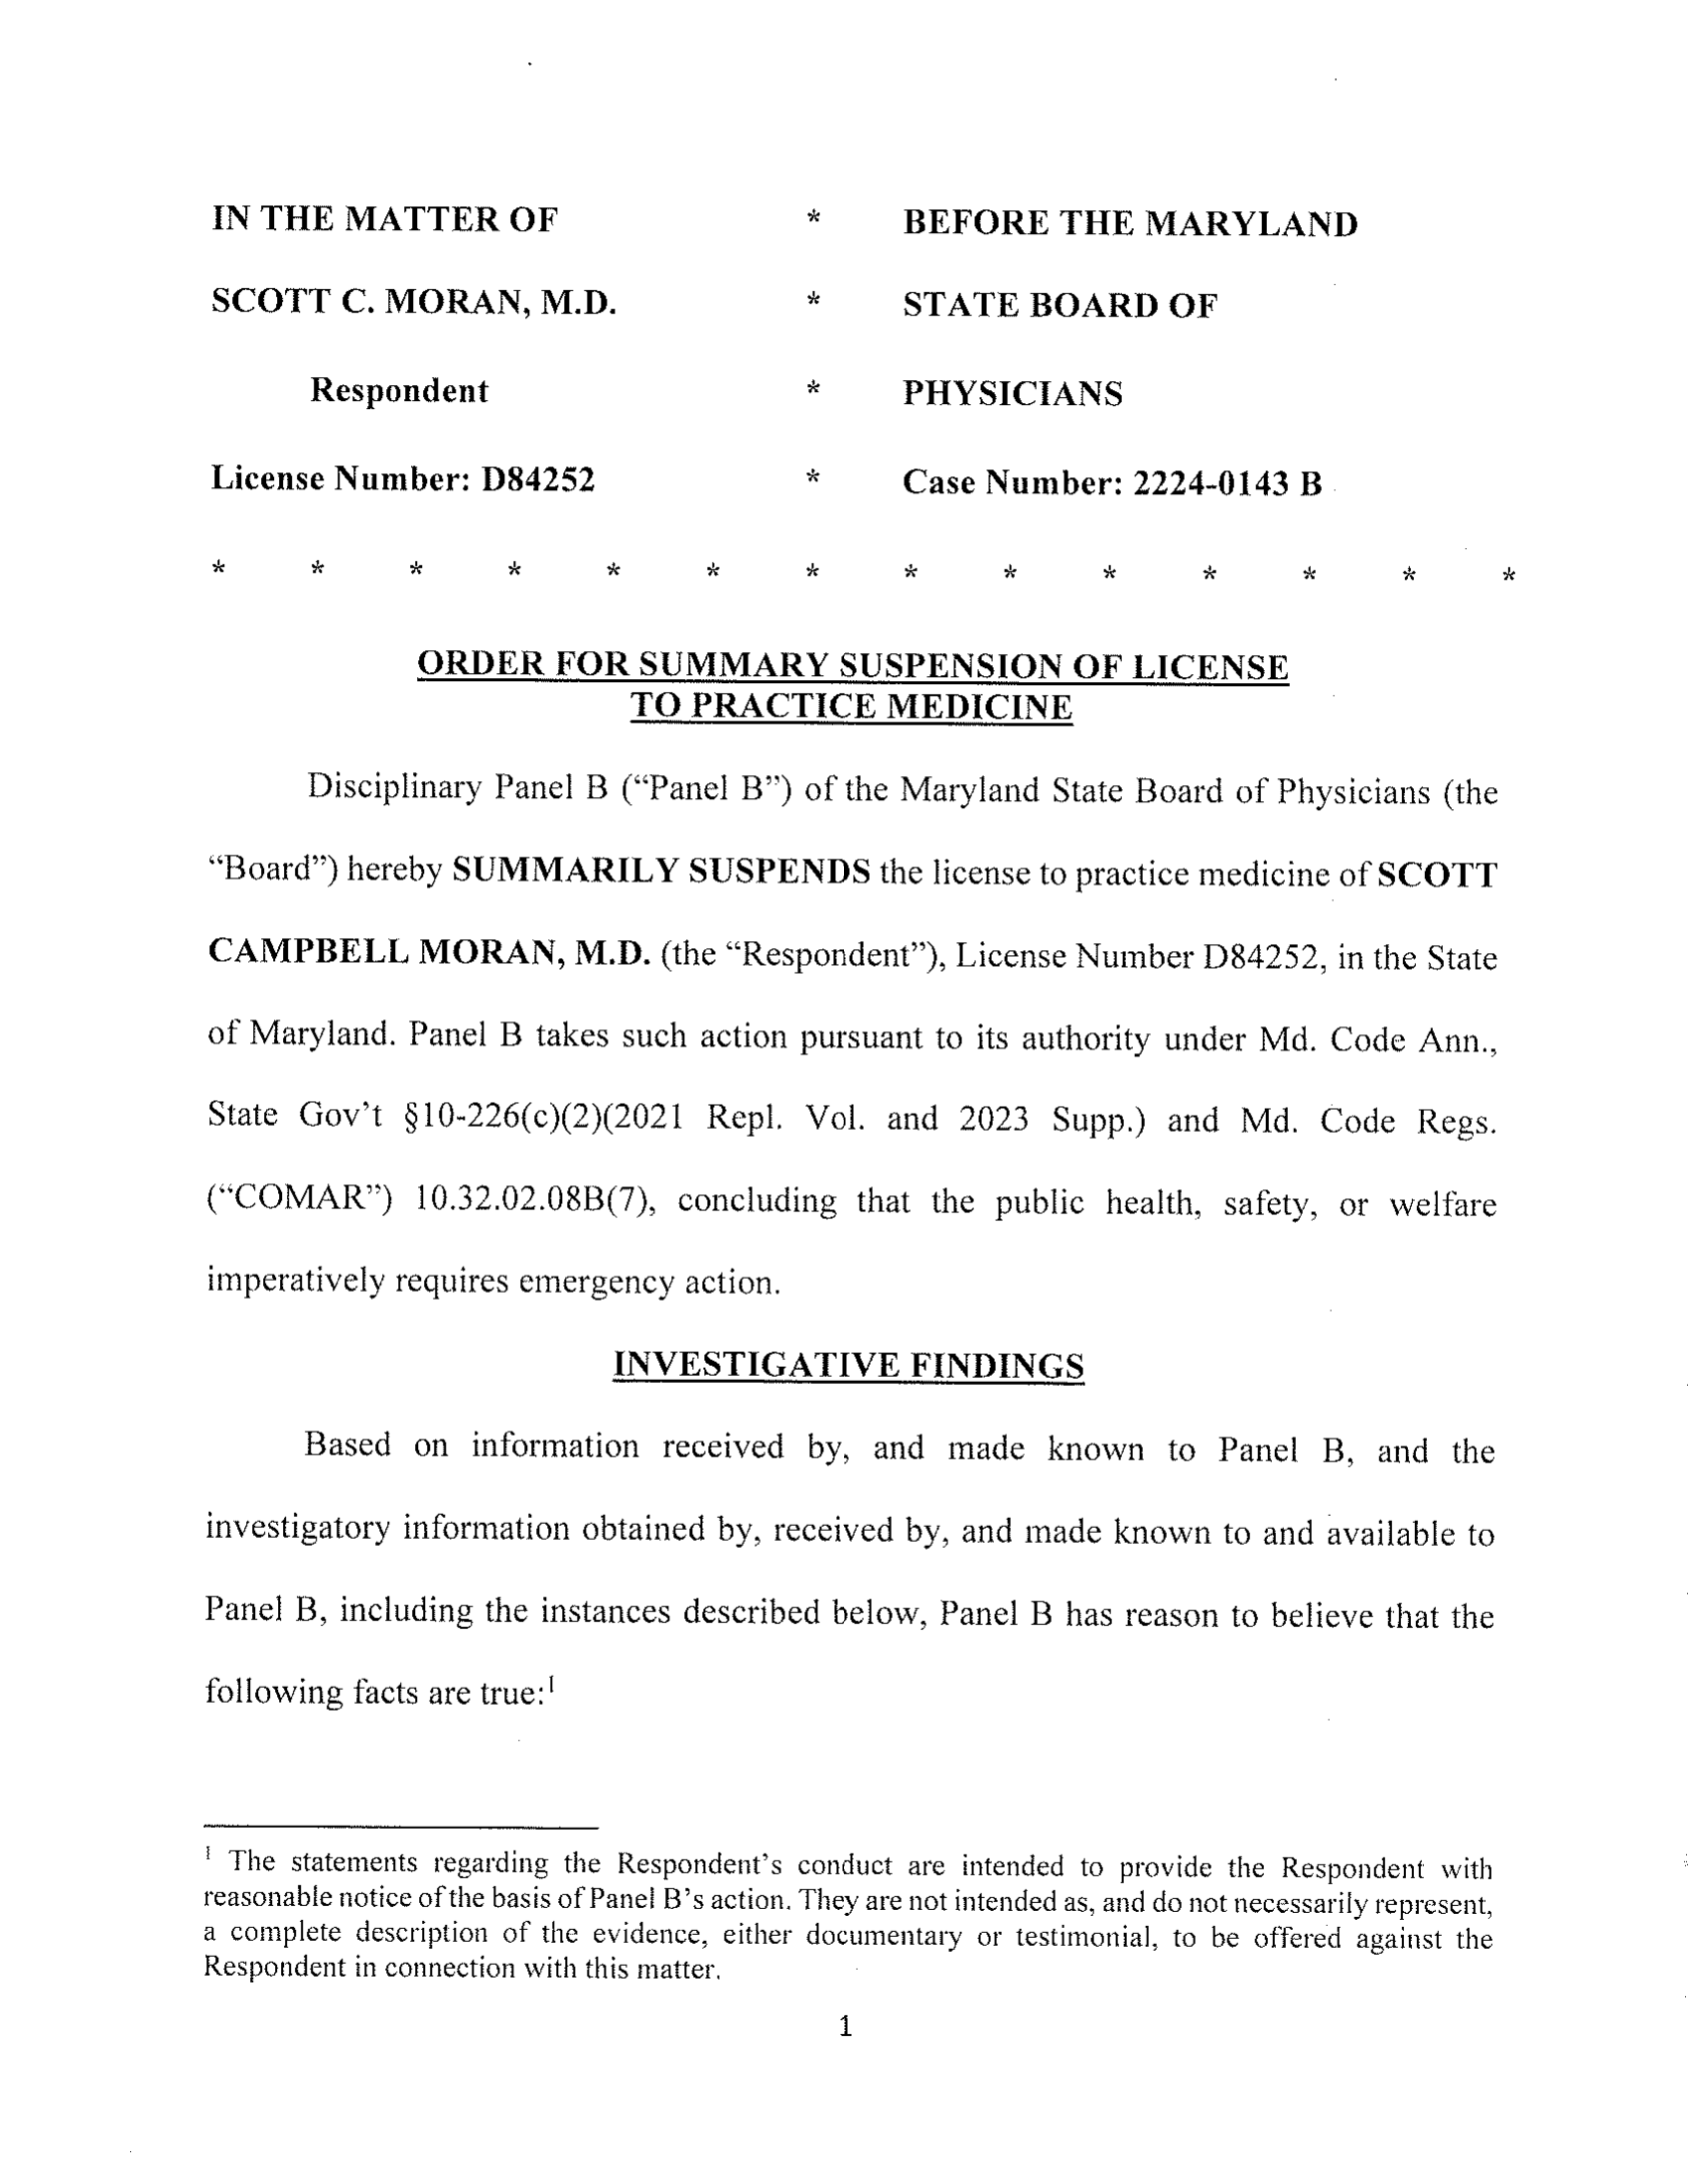 IN THE MATTER OF * BEFORE THE MARYLAND
SCOTT C. MORAN, M.D. * STATE BOARD OF
Respondent * PHYSICIANS
License Number: D84252 * Case Number: 2224-0143 B
* * * * * * * * * * * * * *
ORDER FOR SUMMARY SUSPENSION OF LICENSE
TO PRACTICE MEDICINE
Disciplinary Panel B (“Panel B”) of the Maryland State Board of Physicians (the
“Board”) hereby SUMMARILY SUSPENDS the license to practice medicine of SCOTT
CAMPBELL MORAN, M.D. (the “Respondent”), License Number D84252, in the State
of Maryland. Panel B takes such action pursuant to its authority under Md. Code Ann.,
State Gov’t §10-226(c)(2)(2021 Repl. Vol. and 2023 Supp.) and Md. Code Regs.
(“COMAR”) 10.32.02.08B(7), concluding that the public health, safety, or welfare
imperatively requires emergency action.
INVESTIGATIVE FINDINGS
Based on information received by, and made known to Panel B, and the
investigatory information obtained by, received by, and made known to and available to
Panel B, including the instances described below, Panel B has reason to believe that the
following facts are true:1
1 The statements regarding the Respondent’s conduct are intended to provide the Respondent with
reasonable notice of the basis of Panel B’s action. They are not intended as, and do not necessarily represent,
a complete description of the evidence, either documentary or testimonial, to be offered against the
Respondent in connection with this matter.
1